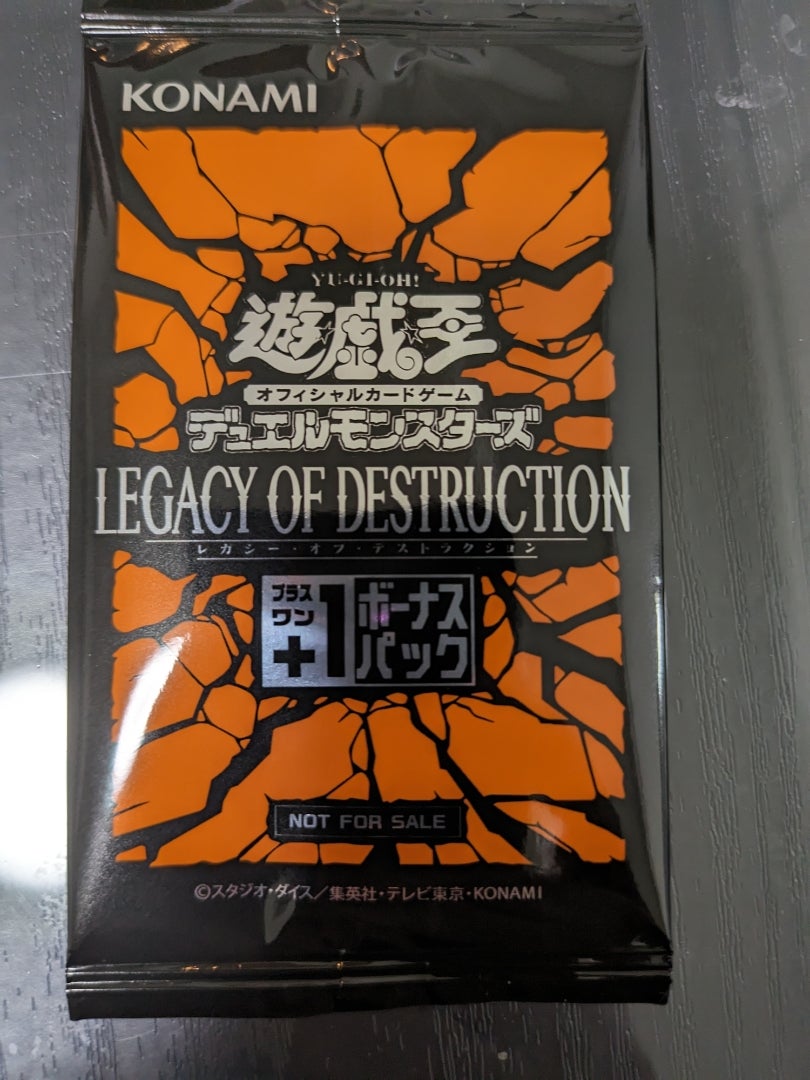 KONAMI
YU-GI-OH!
遊☆戯☆王
オフィシャルカードゲーム
デュエルモンスターズ
LEGACY OF DESTRUCTION
レガシー・オブ・デストラクション
プラス
ワン
+1
ボーナス
パック
NOT FOR SALE
©スタジオ・ダイス/集英社・テレビ東京・KONAMI